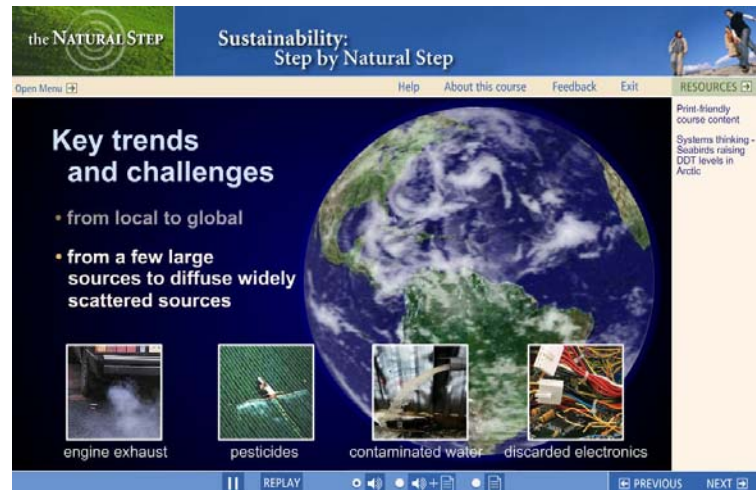 the NATURAL STEP
Sustainability:
Step by Natural Step
Open Menu
Help About this course Feedback Exit
RESOURCES
Print-friendly
course content
Systems thinking -
Seabirds raising
DDT levels in
Arctic
Key trends
and challenges
• from local to global
• from a few large
sources to diffuse widely
scattered sources
engine exhaust pesticides contaminated water discarded electronics
REPLAY
PREVIOUS NEXT